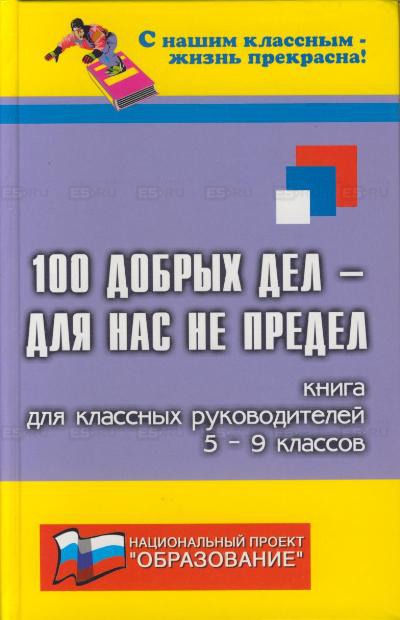 С нашим классным -
жизнь прекрасна!
100 ДОБРЫХ ДЕЛ –
ДЛЯ НАС НЕ ПРЕДЕЛ
книга
для классных руководителей
5 – 9 классов
НАЦИОНАЛЬНЫЙ ПРОЕКТ
"ОБРАЗОВАНИЕ"